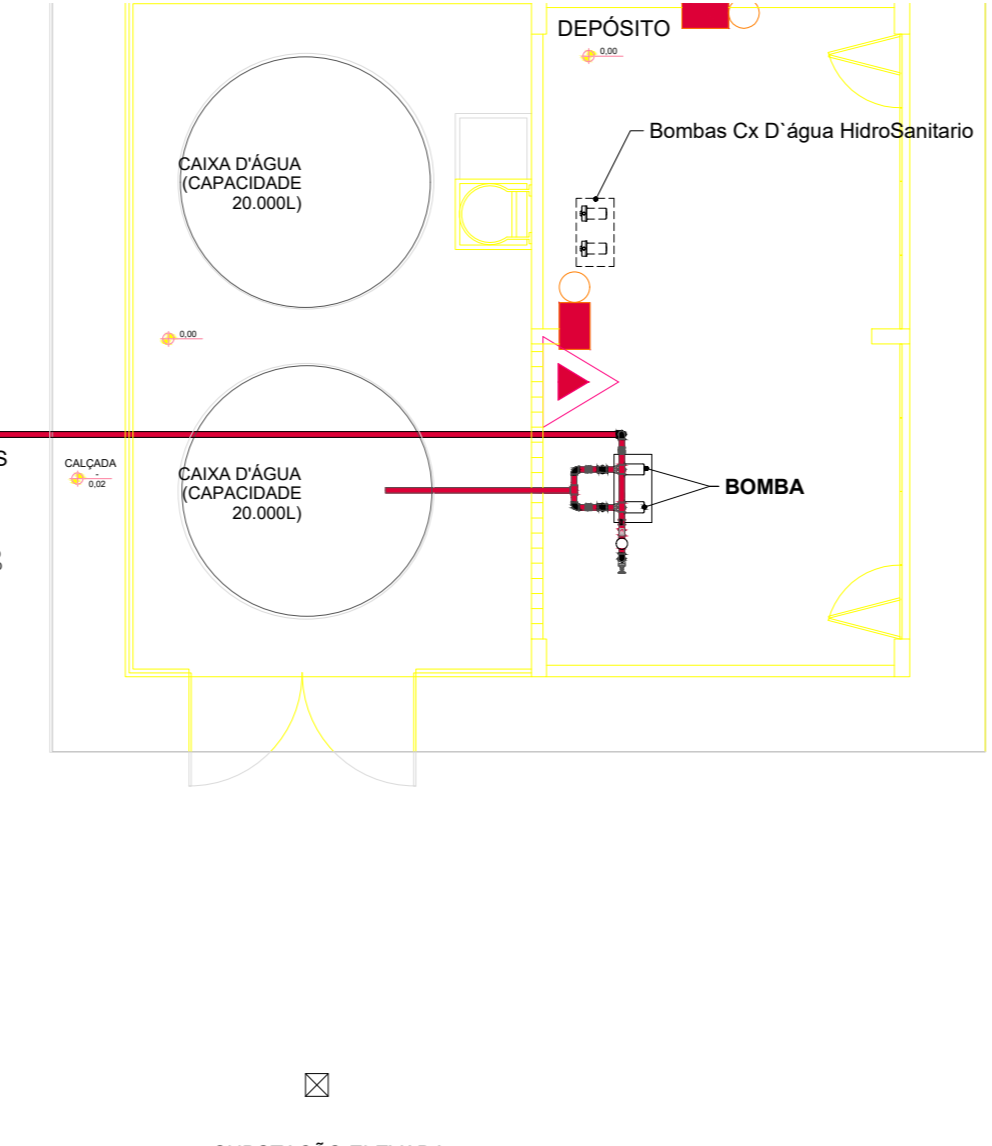 DEPÓSITO
0,00
Bombas Cx D`água HidroSanitario
CAIXA D'ÁGUA
(CAPACIDADE
20.000L)
0,00
S
CALÇADA
-
0,02
CAIXA D'ÁGUA
(CAPACIDADE
20.000L)
BOMBA